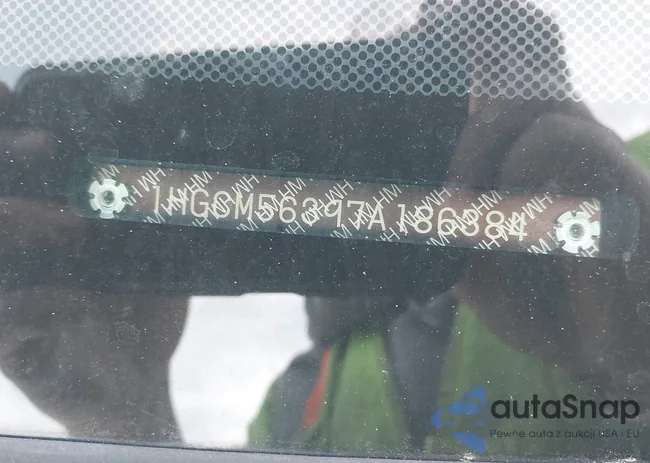 1HGCM56397A186384
autaSnap
Pewne auta z aukcji USA i EU